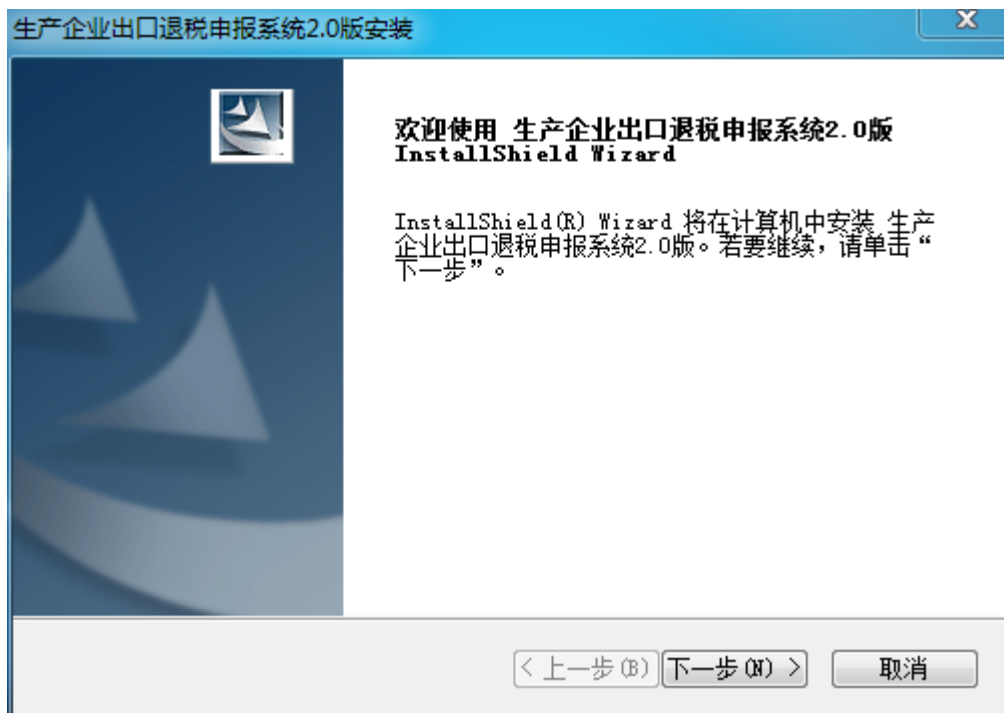 生产企业出口退税申报系统2.0版安装
欢迎使用 生产企业出口退税申报系统2.0版
InstallShield Wizard
InstallShield(R) Wizard 将在计算机中安装 生产
企业出口退税申报系统2.0版。若要继续，请单击“
下一步”。
< 上一步(B) 下一步(N) > 取消